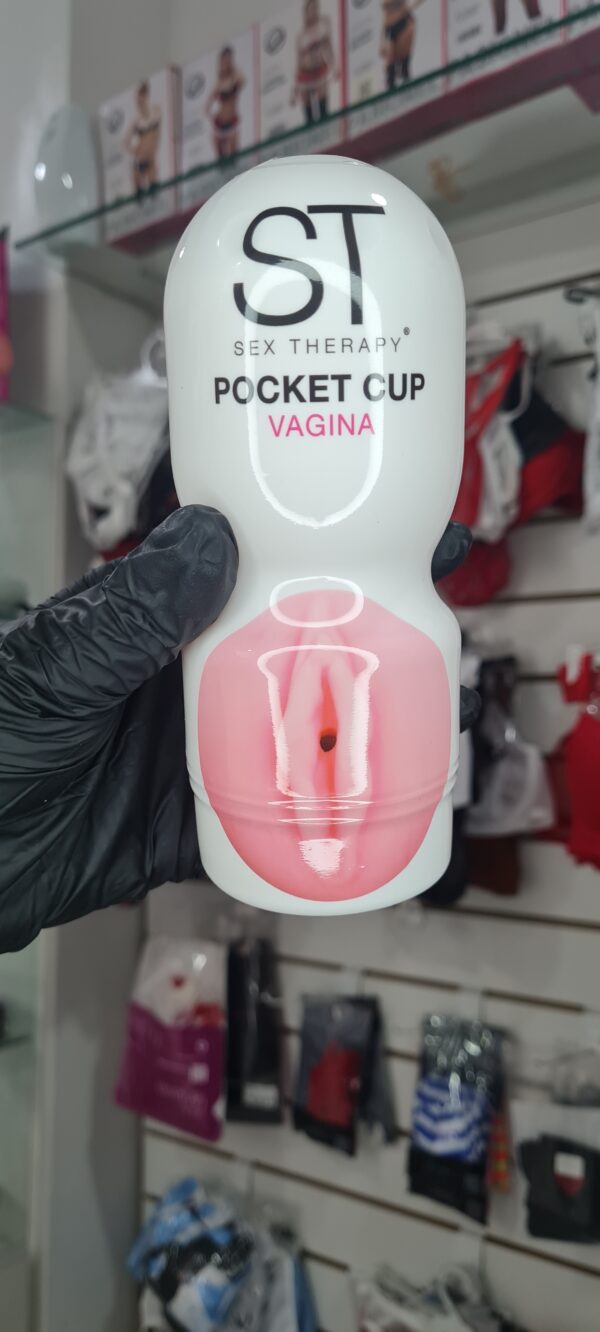 ST
SEX THERAPY®
POCKET CUP
VAGINA